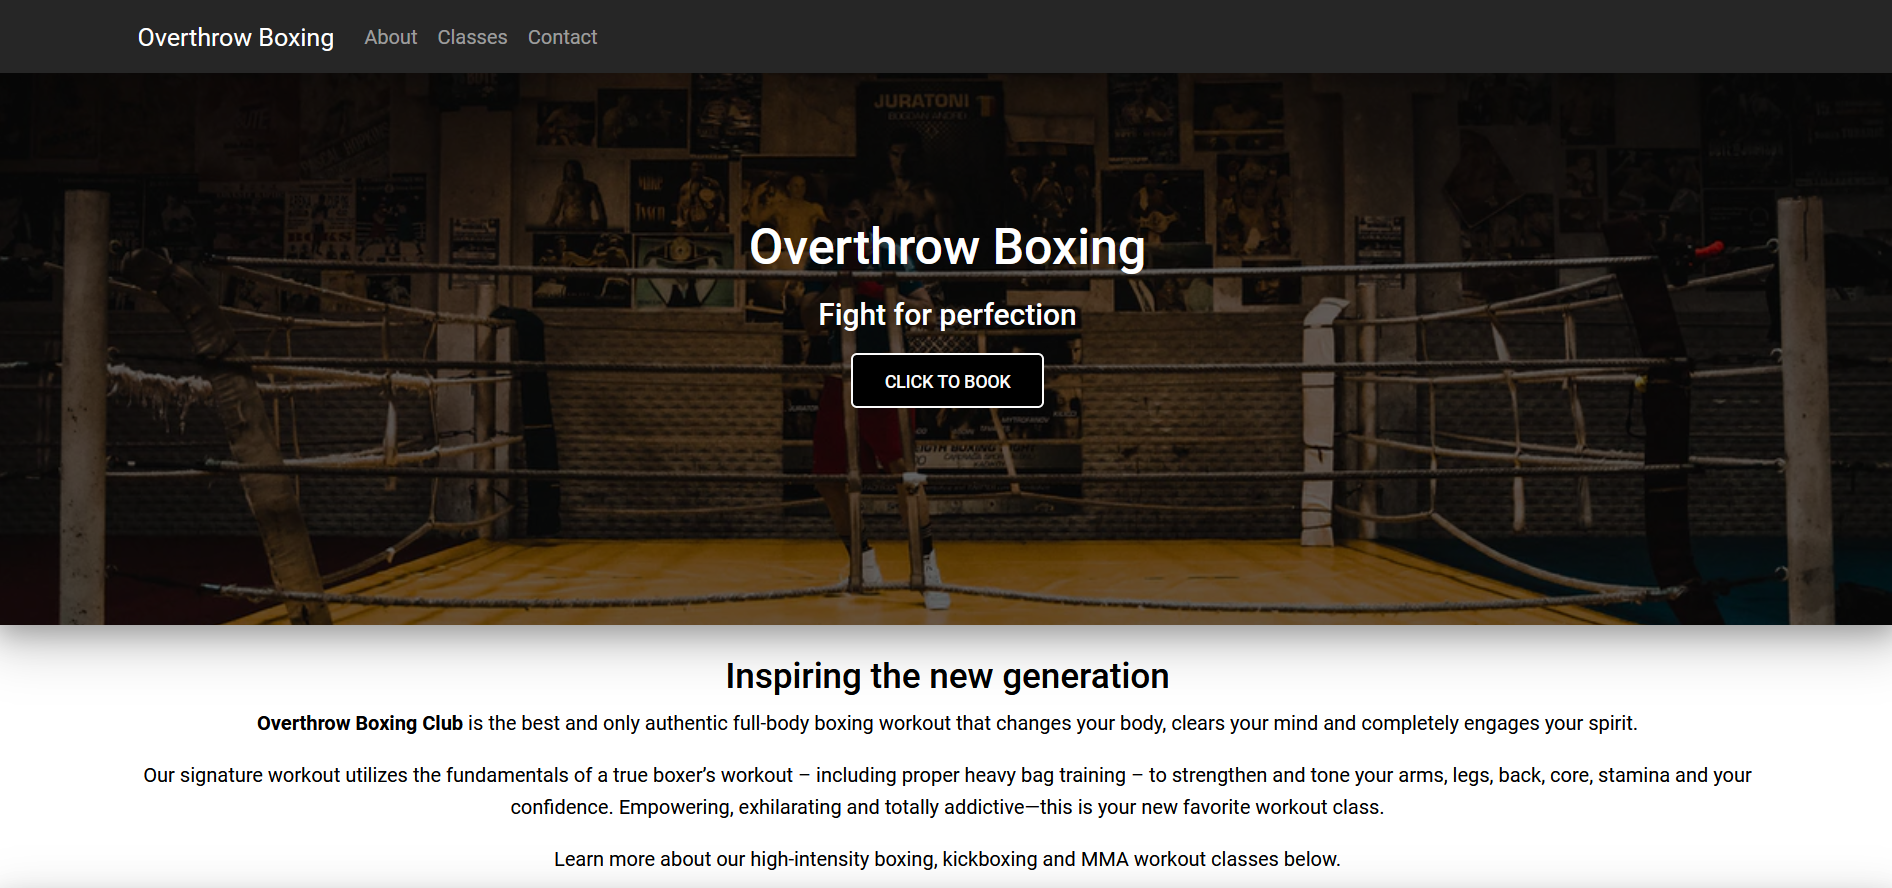 Overthrow Boxing About Classes Contact
JURATONI
BOGDAN ANDREI
Mike
Tyson
Overthrow Boxing
Fight for perfection
CLICK TO BOOK
Inspiring the new generation
Overthrow Boxing Club is the best and only authentic full-body boxing workout that changes your body, clears your mind and completely engages your spirit.
Our signature workout utilizes the fundamentals of a true boxer’s workout – including proper heavy bag training – to strengthen and tone your arms, legs, back, core, stamina and your
confidence. Empowering, exhilarating and totally addictive—this is your new favorite workout class.
Learn more about our high-intensity boxing, kickboxing and MMA workout classes below.